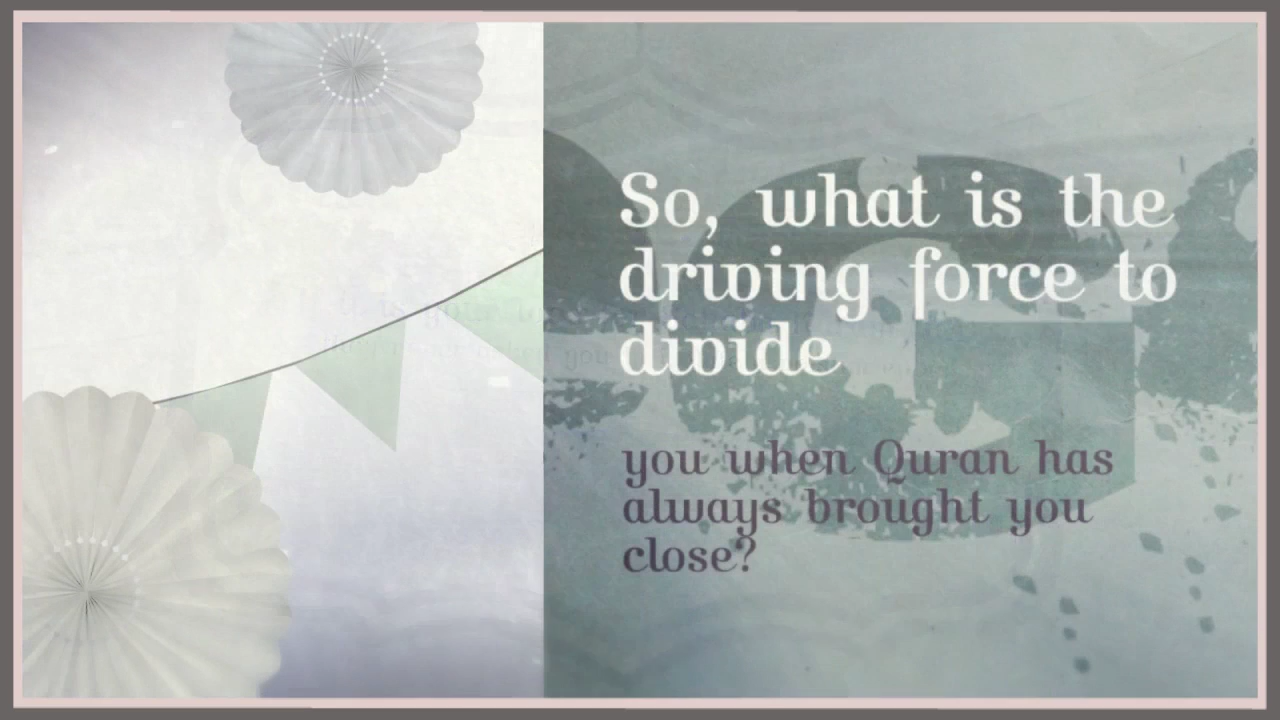 So, what is the
driving force to
divide
you when Quran has
always brought you
close?